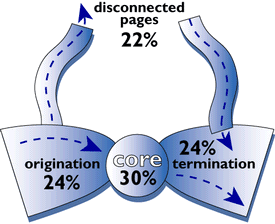 disconnected
pages
22%
origination
24%
core
30%
24%
termination